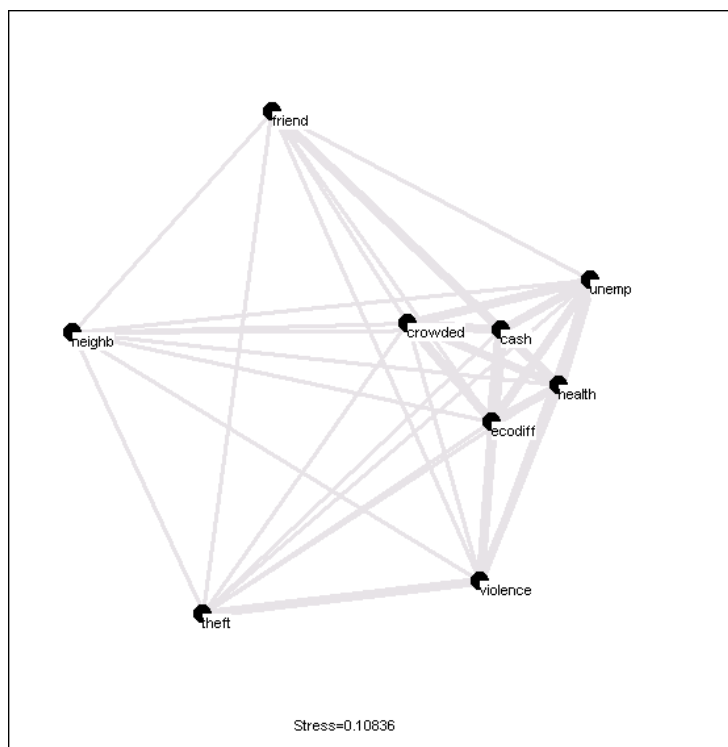 friend
unemp
crowded
cash
neighb
health
ecodiff
violence
theft
Stress=0.10836